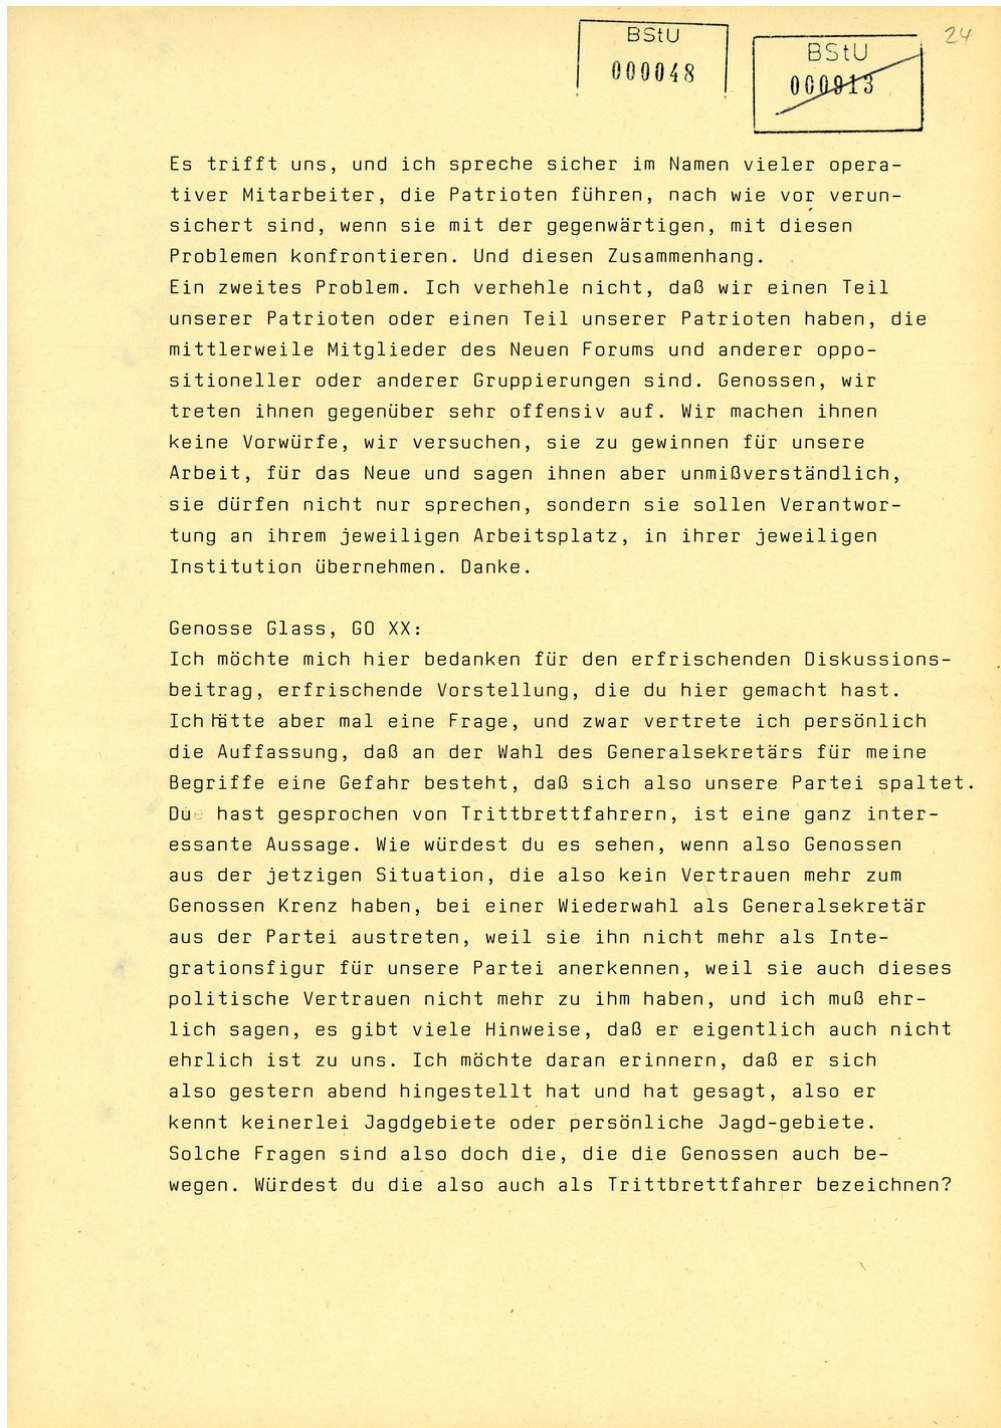 24
BStU
000048
BStU
000913
Es trifft uns, und ich spreche sicher im Namen vieler opera-
tiver Mitarbeiter, die Patrioten führen, nach wie vor verun-
sichert sind, wenn sie mit der gegenwärtigen, mit diesen
Problemen konfrontieren. Und diesen Zusammenhang.
Ein zweites Problem. Ich verhehle nicht, daß wir einen Teil
unserer Patrioten oder einen Teil unserer Patrioten haben, die
mittlerweile Mitglieder des Neuen Forums und anderer oppo-
sitioneller oder anderer Gruppierungen sind. Genossen, wir
treten ihnen gegenüber sehr offensiv auf. Wir machen ihnen
keine Vorwürfe, wir versuchen, sie zu gewinnen für unsere
Arbeit, für das Neue und sagen ihnen aber unmißverständlich,
sie dürfen nicht nur sprechen, sondern sie sollen Verantwor-
tung an ihrem jeweiligen Arbeitsplatz, in ihrer jeweiligen
Institution übernehmen. Danke.
Genosse Glass, GO XX:
Ich möchte mich hier bedanken für den erfrischenden Diskussions-
beitrag, erfrischende Vorstellung, die du hier gemacht hast.
Ich hätte aber mal eine Frage, und zwar vertrete ich persönlich
die Auffassung, daß an der Wahl des Generalsekretärs für meine
Begriffe eine Gefahr besteht, daß sich also unsere Partei spaltet.
Du hast gesprochen von Trittbrettfahrern, ist eine ganz inter-
essante Aussage. Wie würdest du es sehen, wenn also Genossen
aus der jetzigen Situation, die also kein Vertrauen mehr zum
Genossen Krenz haben, bei einer Wiederwahl als Generalsekretär
aus der Partei austreten, weil sie ihn nicht mehr als Inte-
grationsfigur für unsere Partei anerkennen, weil sie auch dieses
politische Vertrauen nicht mehr zu ihm haben, und ich muß ehr-
lich sagen, es gibt viele Hinweise, daß er eigentlich auch nicht
ehrlich ist zu uns. Ich möchte daran erinnern, daß er sich
also gestern abend hingestellt hat und hat gesagt, also er
kennt keinerlei Jagdgebiete oder persönliche Jagd-gebiete.
Solche Fragen sind also doch die, die die Genossen auch be-
wegen. Würdest du die also auch als Trittbrettfahrer bezeichnen?